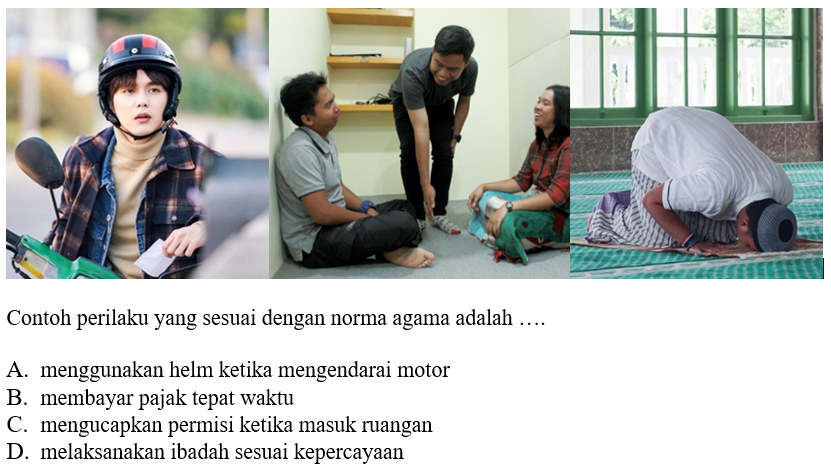 Contoh perilaku yang sesuai dengan norma agama adalah ….
A. menggunakan helm ketika mengendarai motor
B. membayar pajak tepat waktu
C. mengucapkan permisi ketika masuk ruangan
D. melaksanakan ibadah sesuai kepercayaan